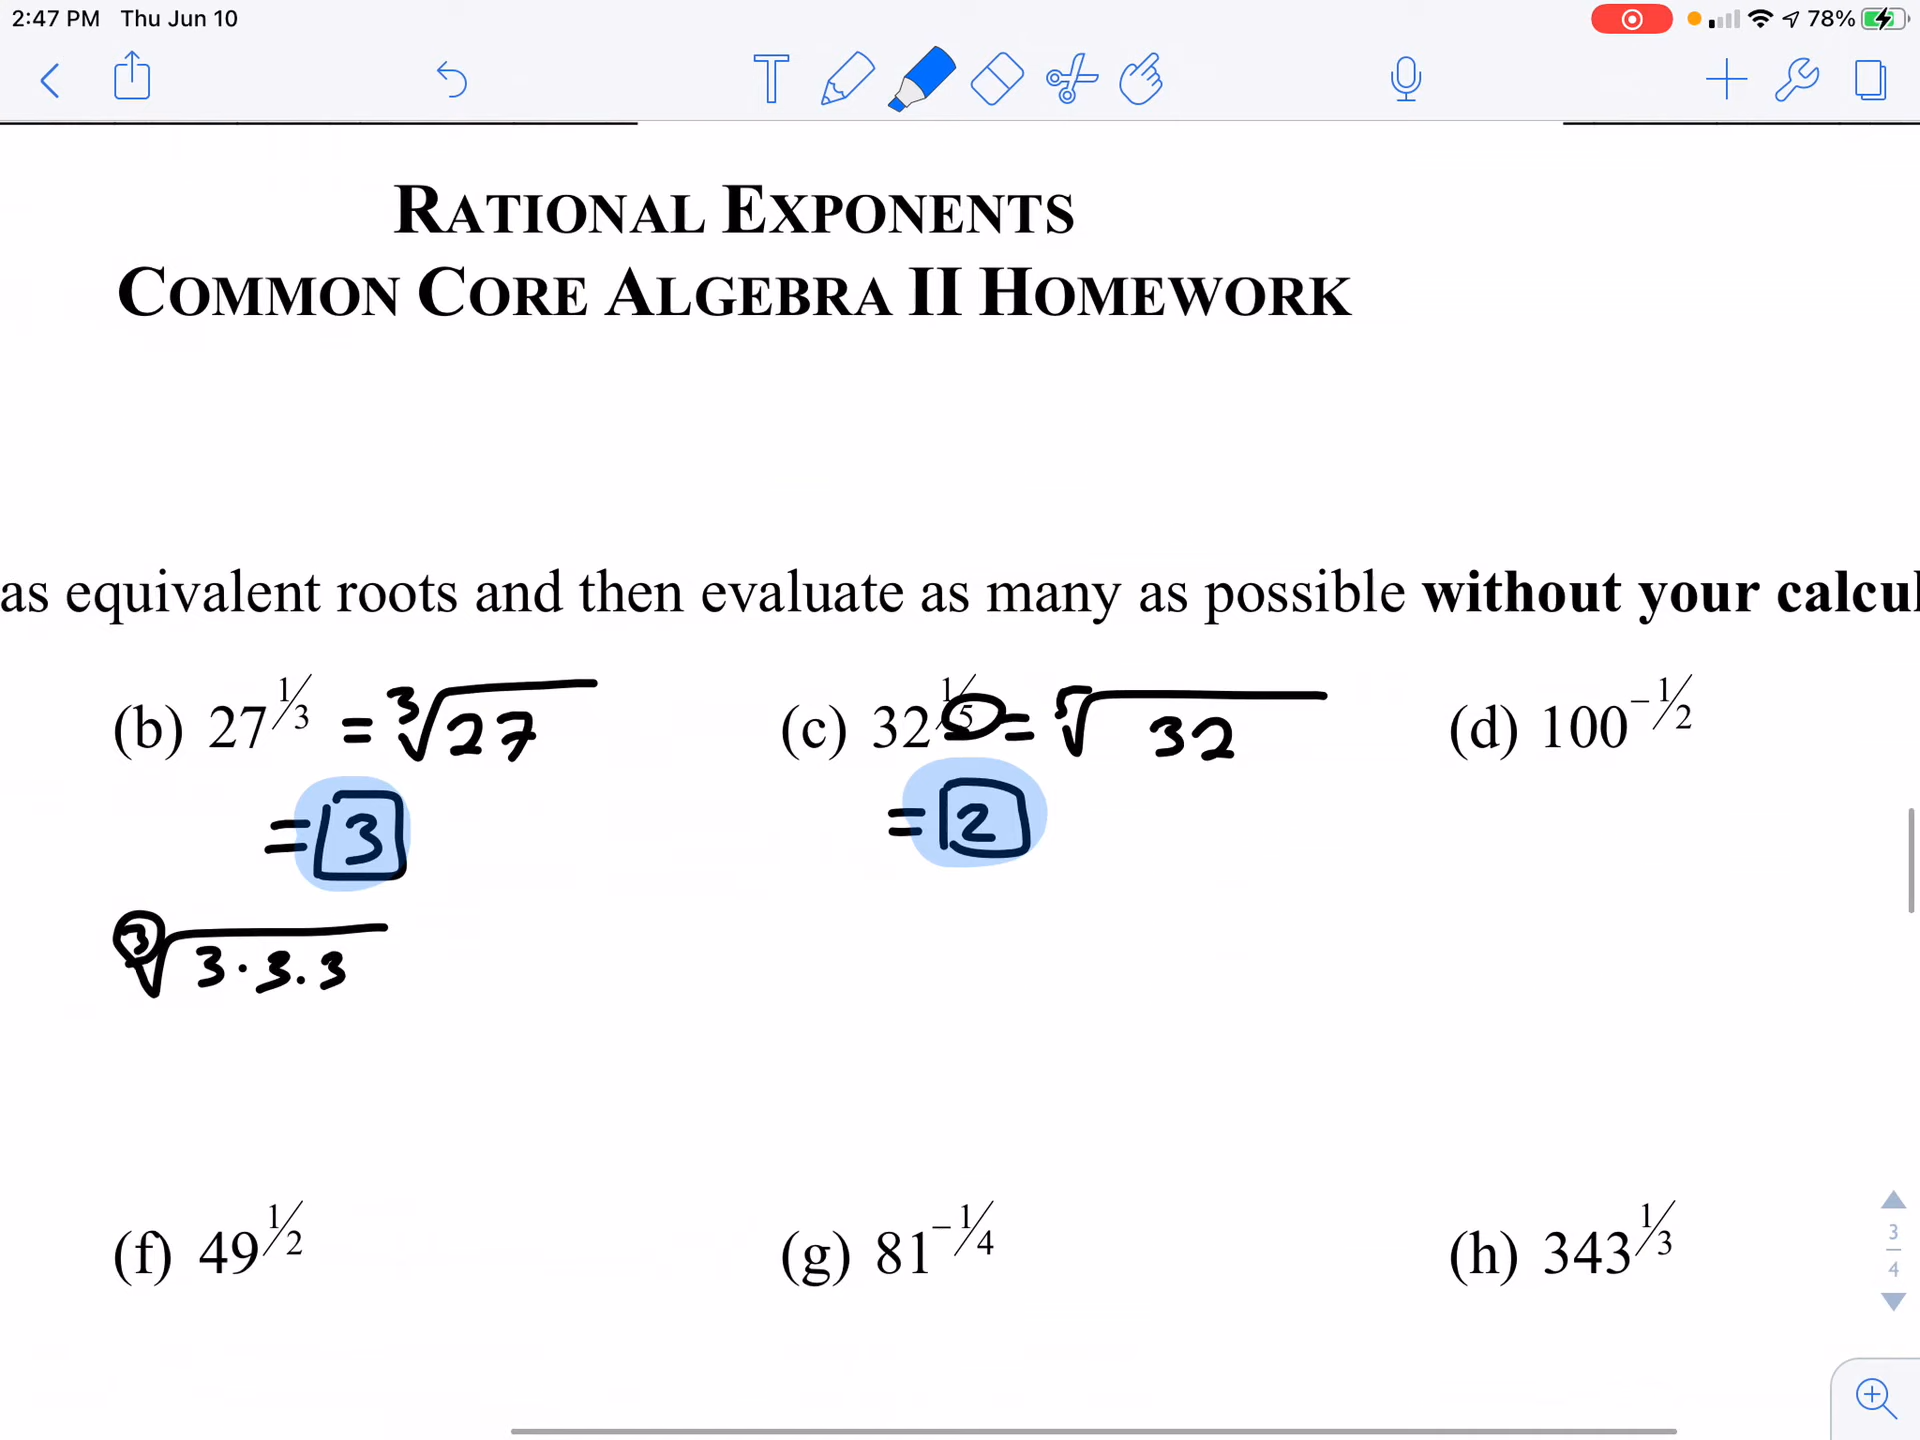 2:47 PM Thu Jun 10 78%
T
RATIONAL EXPONENTS
COMMON CORE ALGEBRA II HOMEWORK
as equivalent roots and then evaluate as many as possible without your calcul
(b) 27^1/3 = ∛27 (c) 32^1/5 = ⁵√32 (d) 100^-1/2
= 3 = 2
∛3·3·3
(f) 49^1/2 (g) 81^-1/4 (h) 343^1/3
3
4